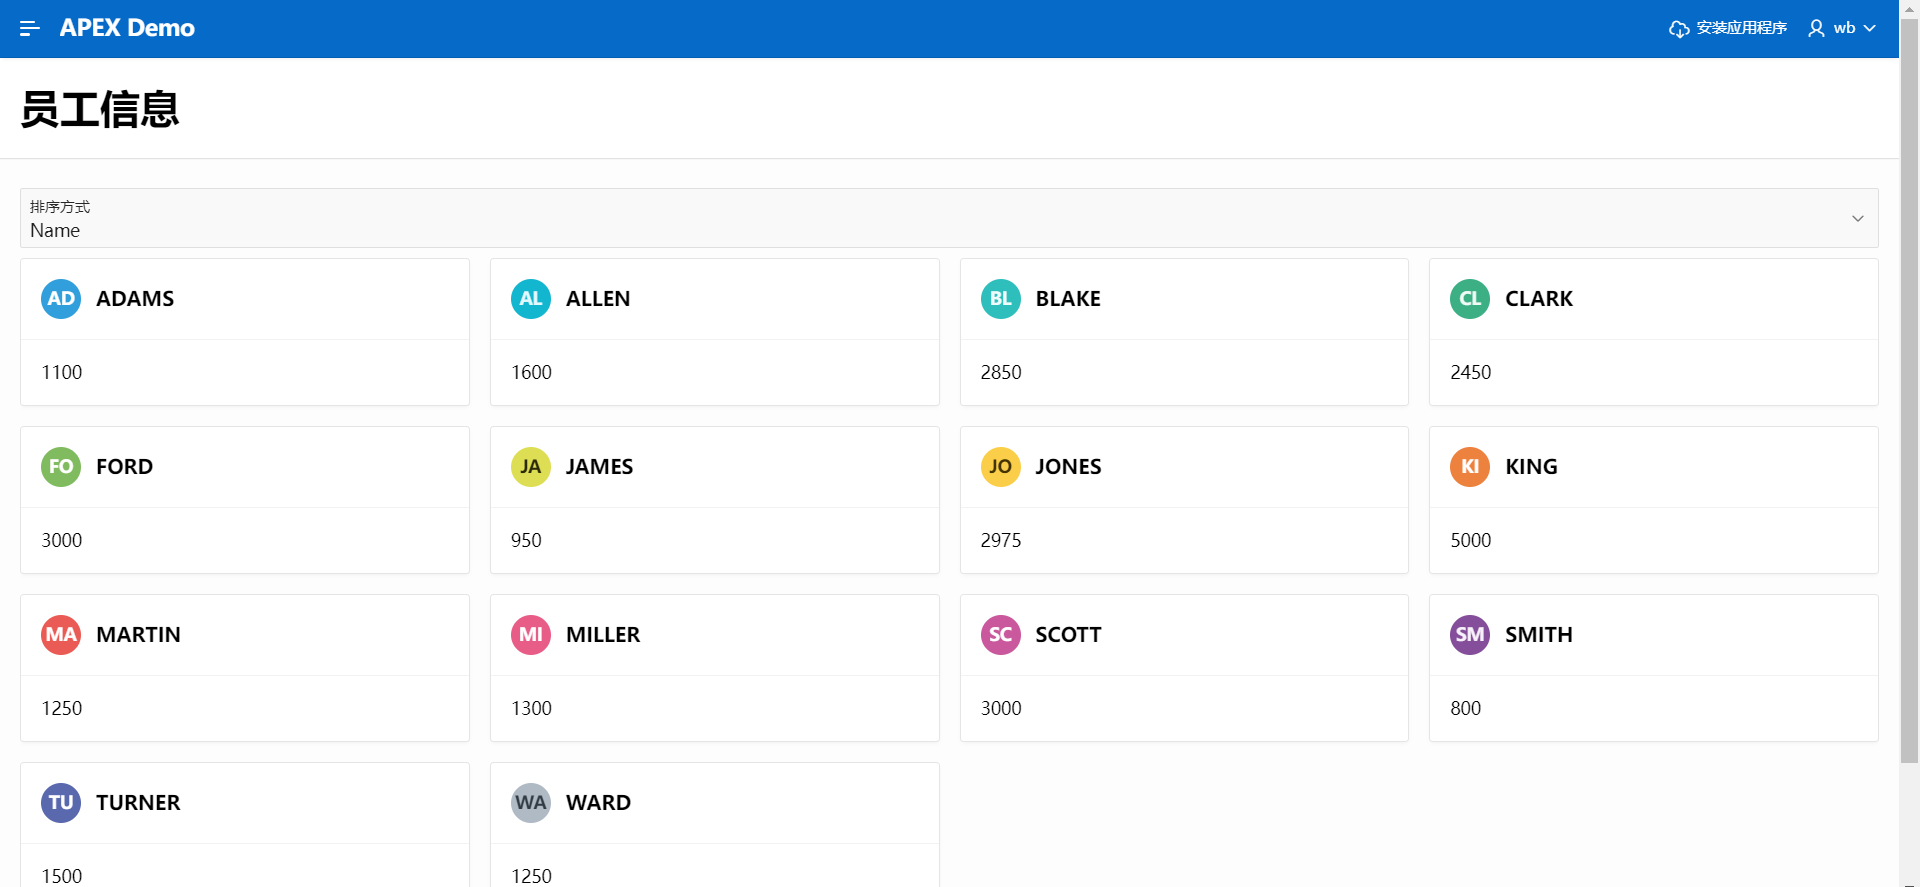 APEX Demo
安装应用程序
wb
员工信息
排序方式
Name
AD ADAMS
1100
AL ALLEN
1600
BL BLAKE
2850
CL CLARK
2450
FO FORD
3000
JA JAMES
950
JO JONES
2975
KI KING
5000
MA MARTIN
1250
MI MILLER
1300
SC SCOTT
3000
SM SMITH
800
TU TURNER
1500
WA WARD
1250